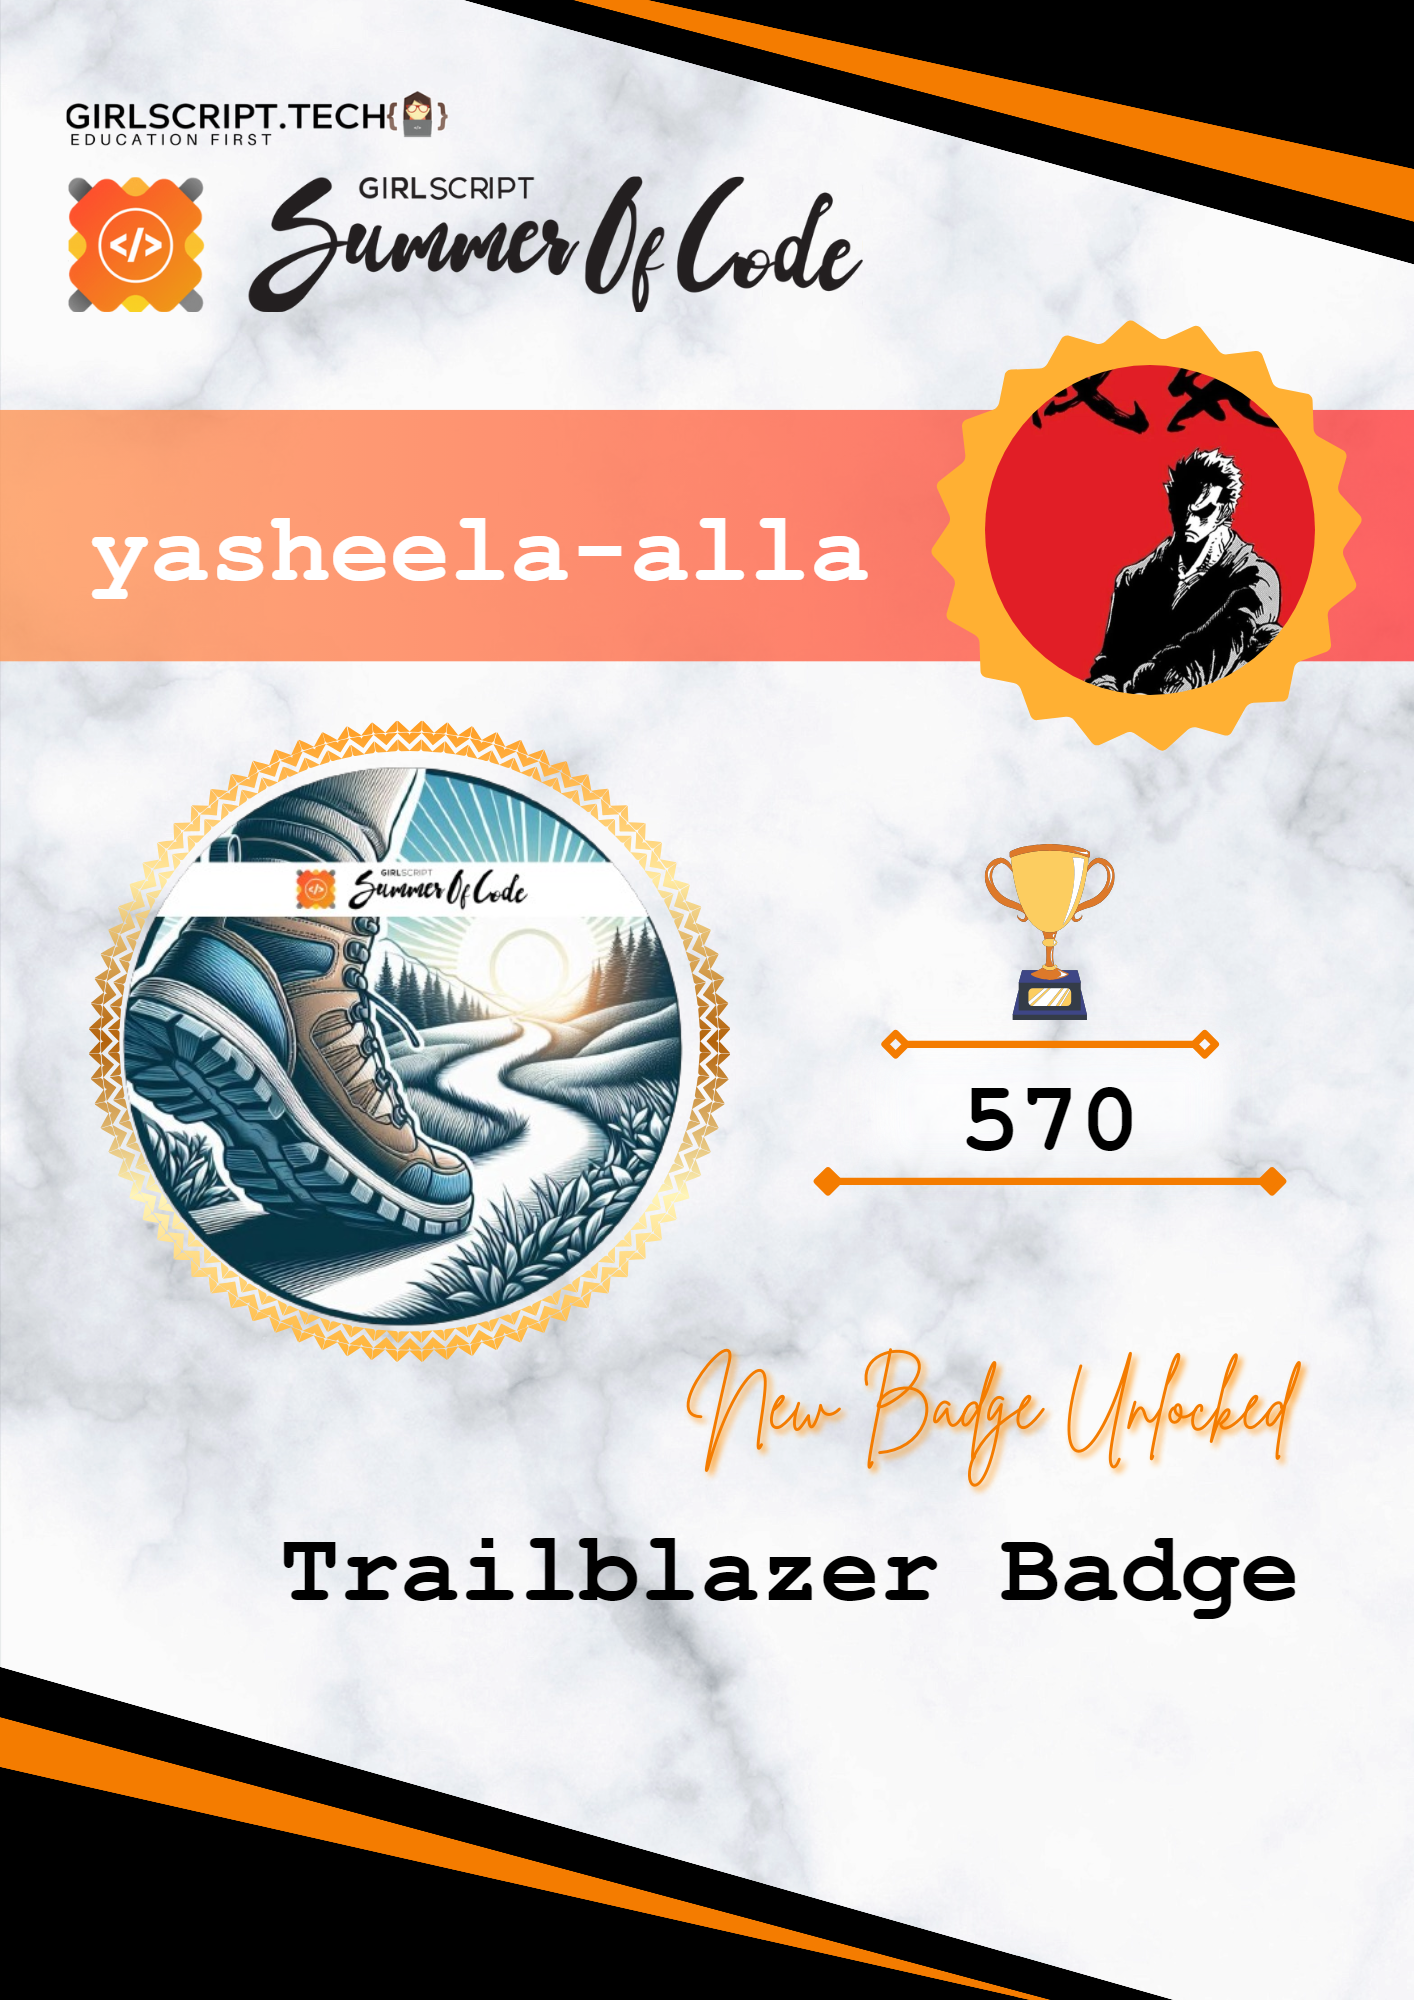 GIRLSCRIPT.TECH{ }
EDUCATION FIRST
GIRLSCRIPT
</> Summer Of Code
yasheela-alla
GIRLSCRIPT
</> Summer Of Code
570
New Badge Unlocked
Trailblazer Badge